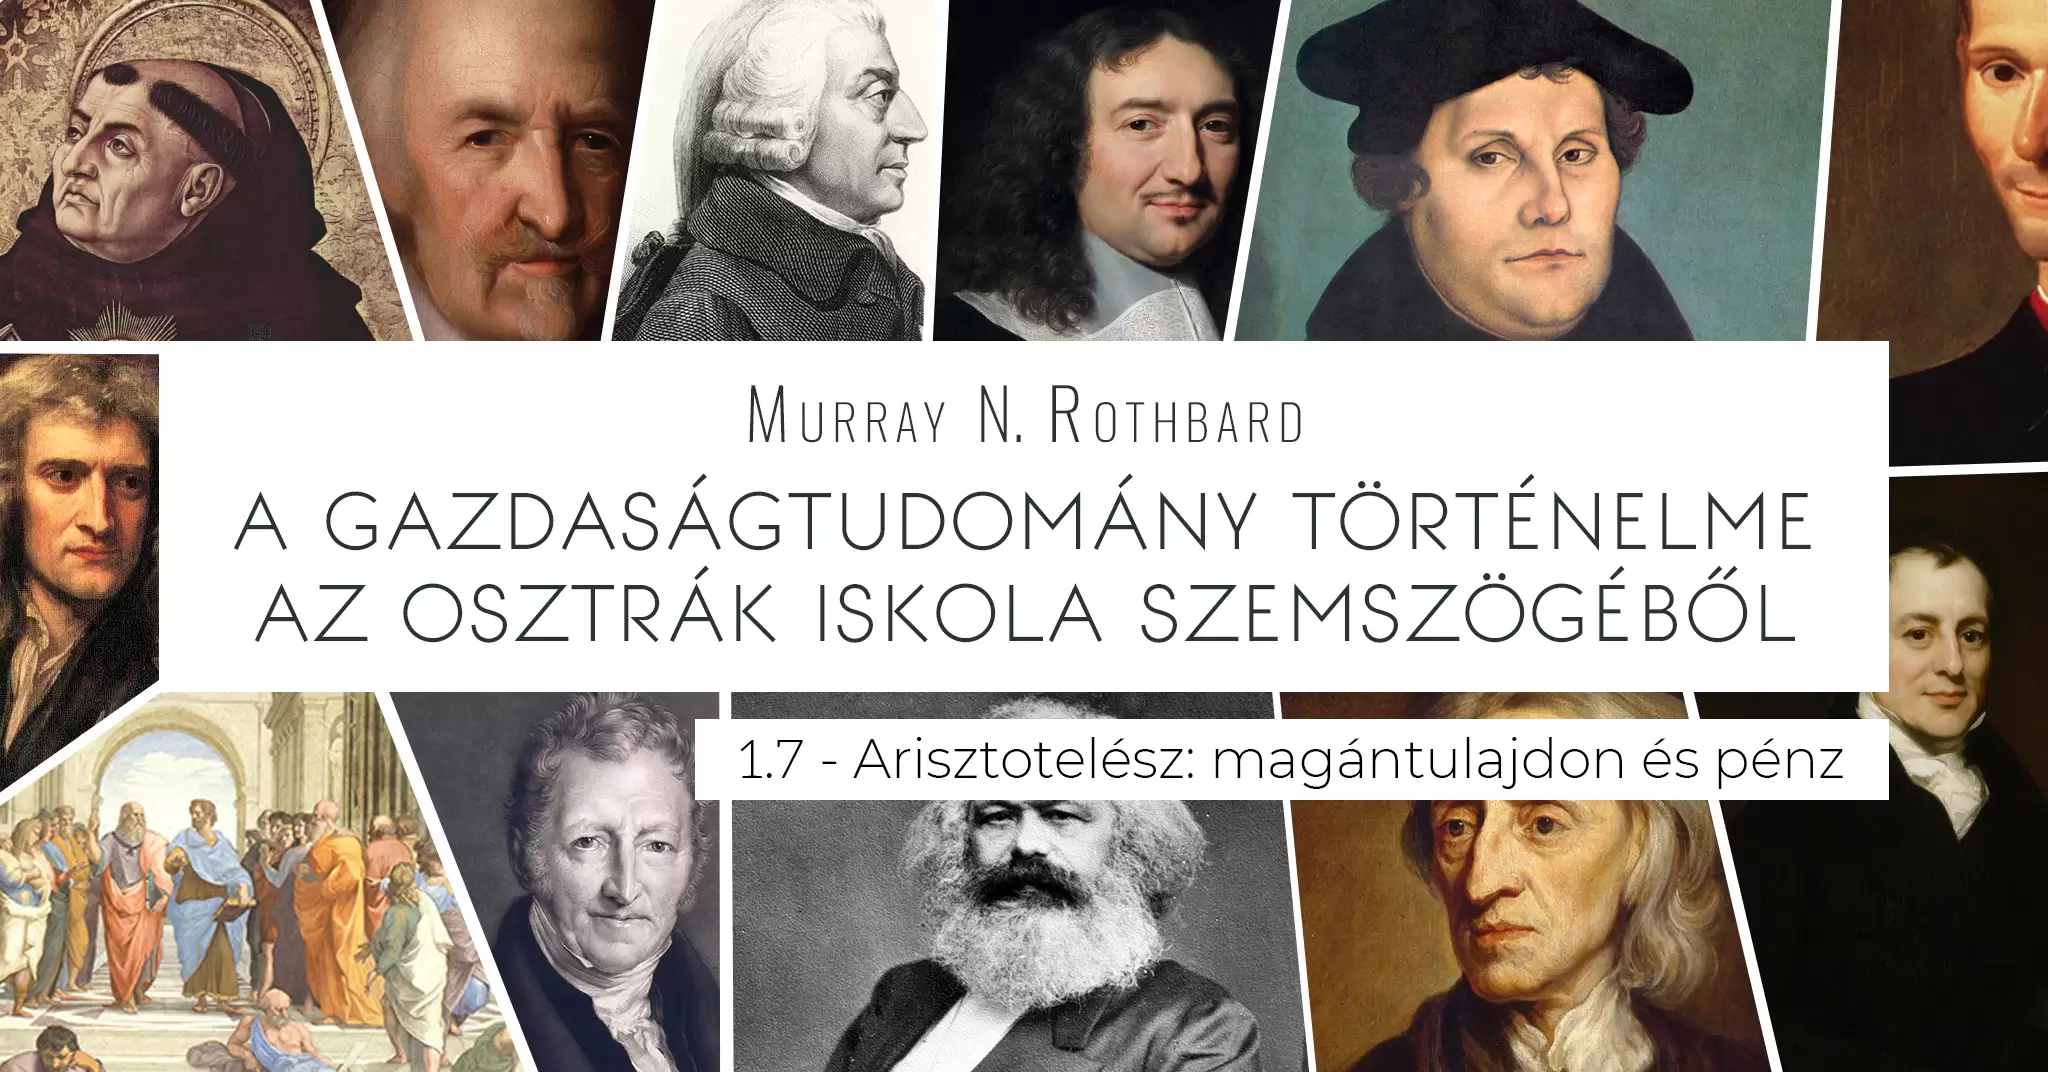 MURRAY N. ROTHBARD
A GAZDASÁGTUDOMÁNY TÖRTÉNELME
AZ OSZTRÁK ISKOLA SZEMSZÖGÉBŐL
1.7 - Arisztotelész: magántulajdon és pénz